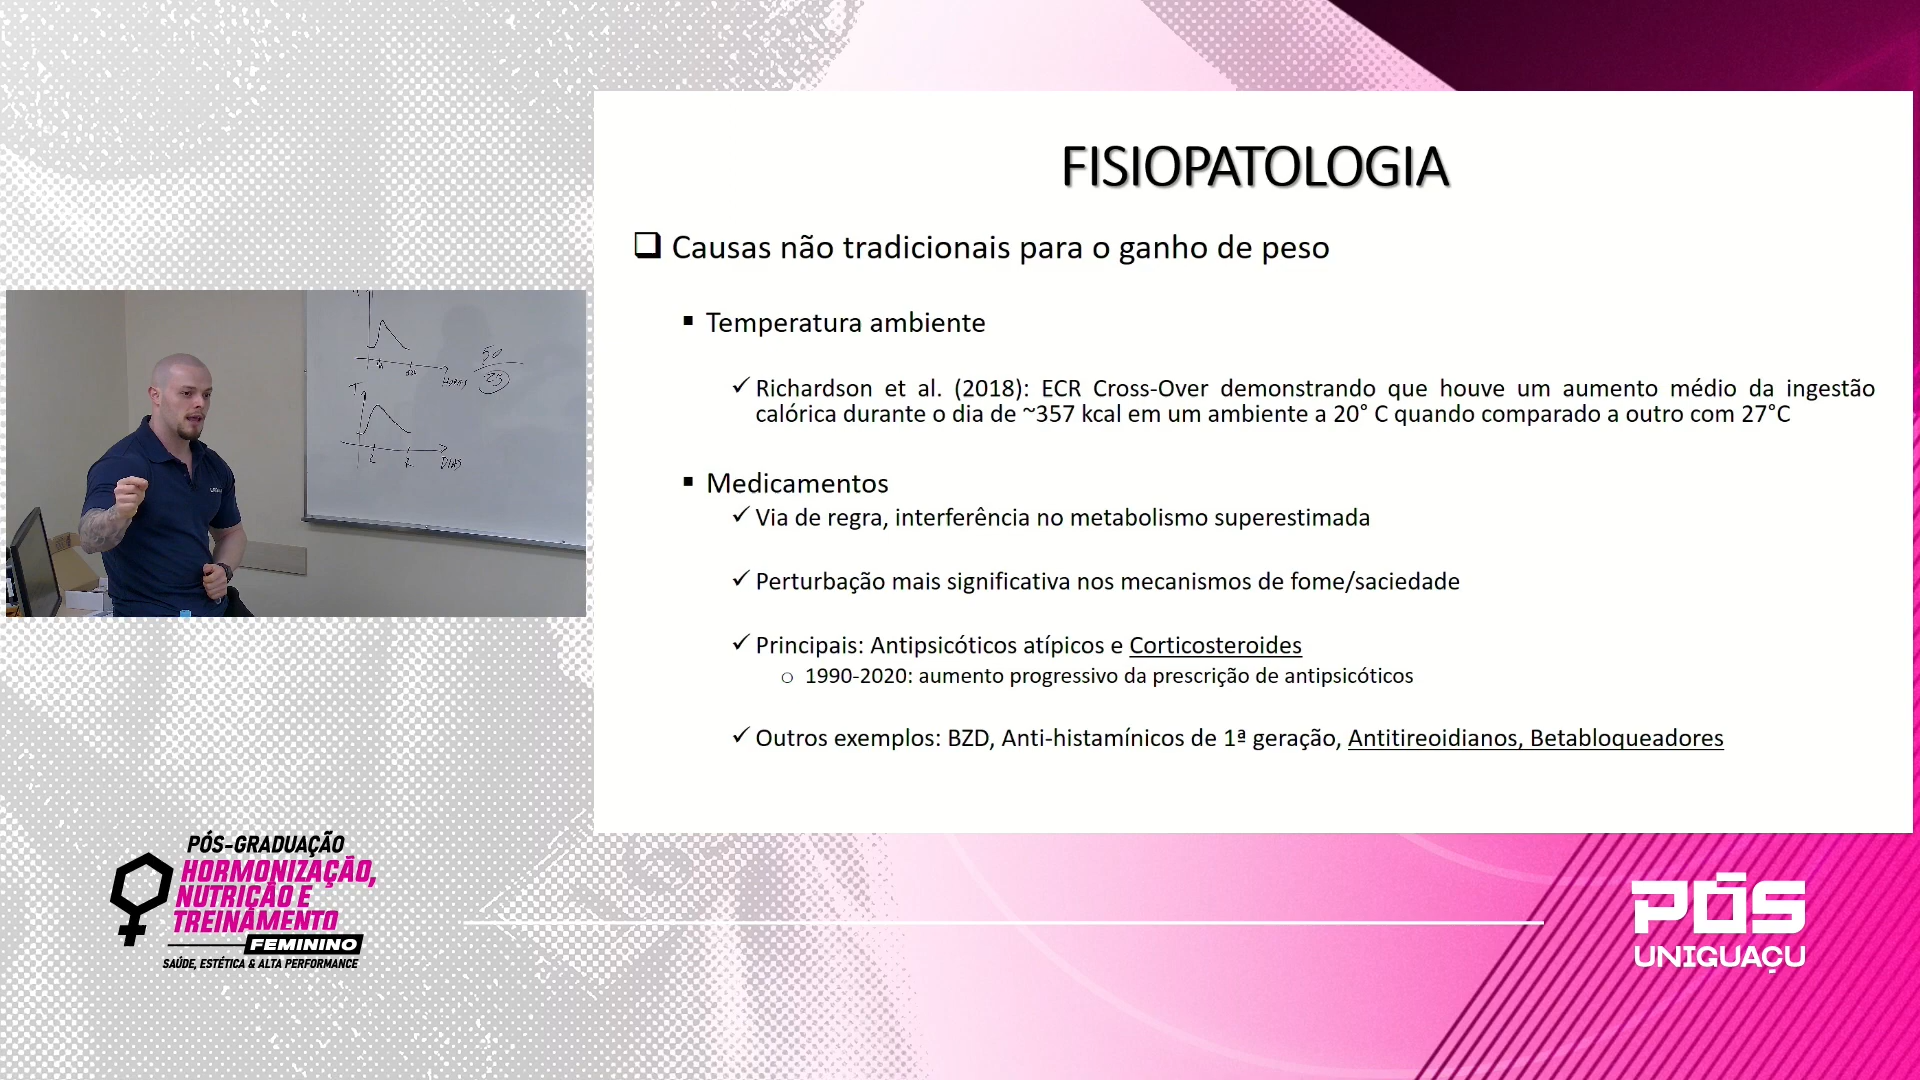 FISIOPATOLOGIA
❑ Causas não tradicionais para o ganho de peso
▪ Temperatura ambiente
✓ Richardson et al. (2018): ECR Cross-Over demonstrando que houve um aumento médio da ingestão
calórica durante o dia de ~357 kcal em um ambiente a 20° C quando comparado a outro com 27°C
▪ Medicamentos
✓ Via de regra, interferência no metabolismo superestimada
✓ Perturbação mais significativa nos mecanismos de fome/saciedade
✓ Principais: Antipsicóticos atípicos e Corticosteroides
o 1990-2020: aumento progressivo da prescrição de antipsicóticos
✓ Outros exemplos: BZD, Anti-histamínicos de 1ª geração, Antitireoidianos, Betabloqueadores
50
25
HORAS
DIAS
PÓS-GRADUAÇÃO
HORMONIZAÇÃO,
NUTRIÇÃO E
TREINAMENTO
FEMININO
SAÚDE, ESTÉTICA & ALTA PERFORMANCE
PÓS
UNIGUAÇU